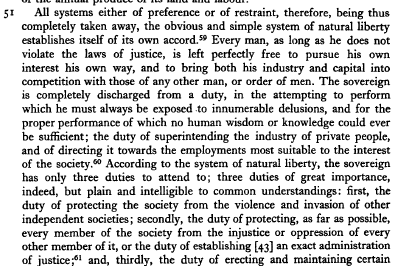 of the annual produce of its land and labour.
51 All systems either of preference or of restraint, therefore, being thus
completely taken away, the obvious and simple system of natural liberty
establishes itself of its own accord.59 Every man, as long as he does not
violate the laws of justice, is left perfectly free to pursue his own
interest his own way, and to bring both his industry and capital into
competition with those of any other man, or order of men. The sovereign
is completely discharged from a duty, in the attempting to perform
which he must always be exposed to innumerable delusions, and for the
proper performance of which no human wisdom or knowledge could ever
be sufficient; the duty of superintending the industry of private people,
and of directing it towards the employments most suitable to the interest
of the society.60 According to the system of natural liberty, the sovereign
has only three duties to attend to; three duties of great importance,
indeed, but plain and intelligible to common understandings: first, the
duty of protecting the society from the violence and invasion of other
independent societies; secondly, the duty of protecting, as far as possible,
every member of the society from the injustice or oppression of every
other member of it, or the duty of establishing [43] an exact administration
of justice;61 and, thirdly, the duty of erecting and maintaining certain